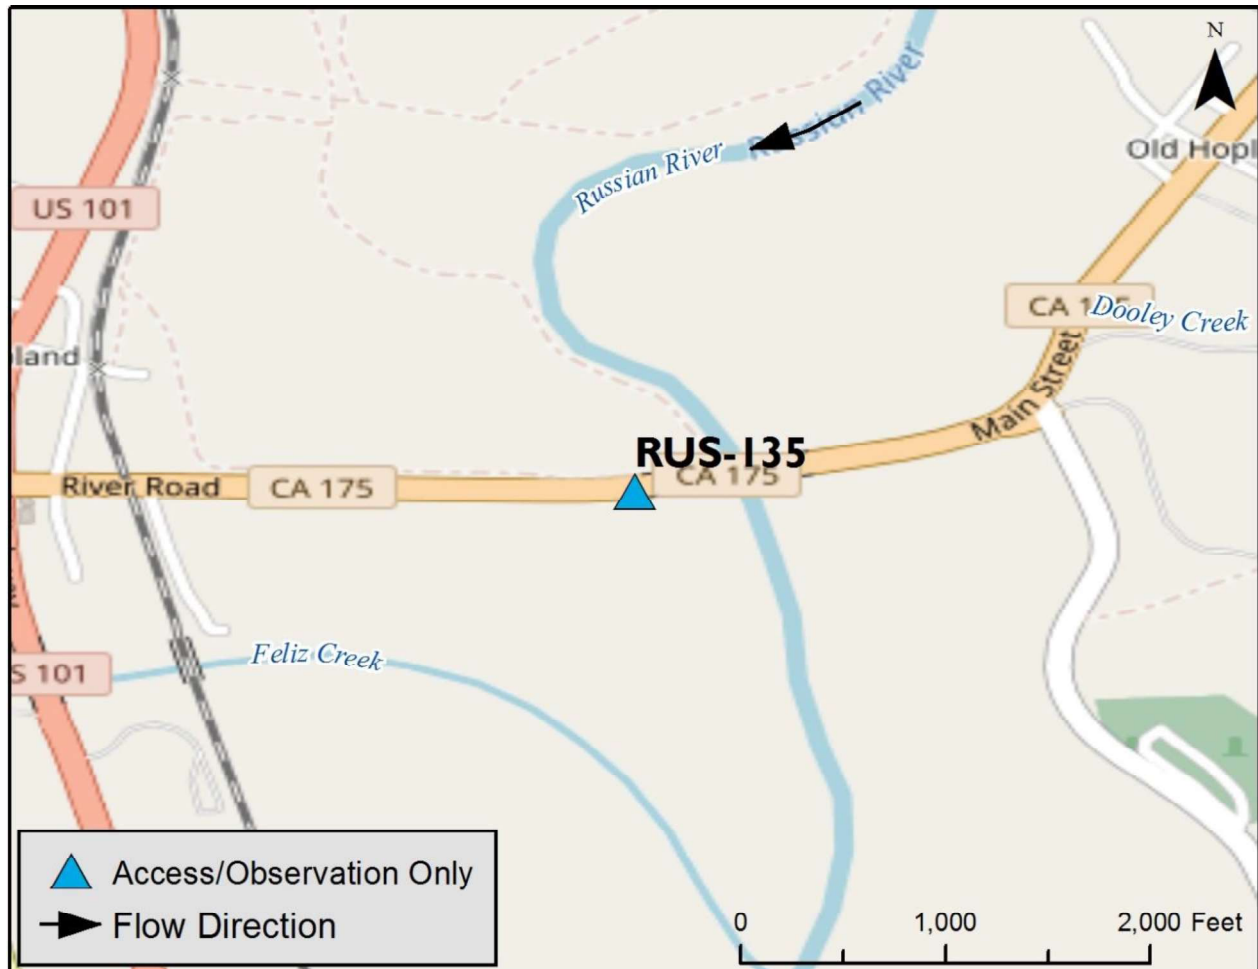 N
Russian River
Russian River
Old Hopl
US 101
CA 175
Dooley Creek
pland
Main Street
RUS-135
CA 175
River Road
CA 175
Feliz Creek
S 101
Access/Observation Only
Flow Direction
0 1,000 2,000 Feet